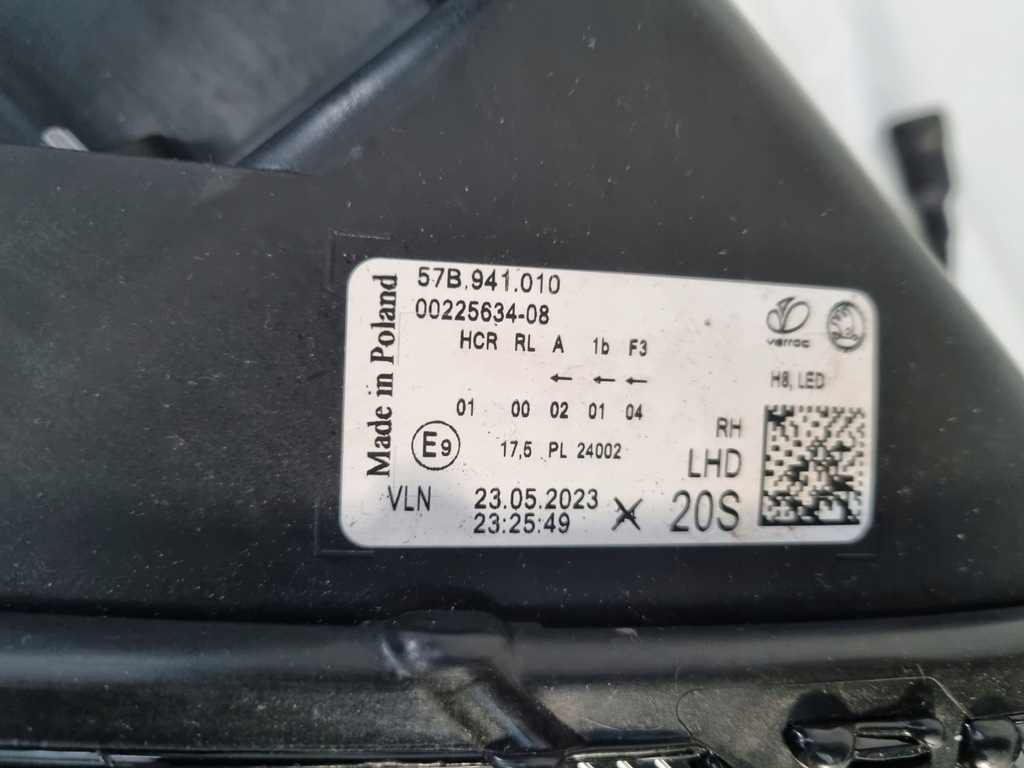 Made in Poland
57B.941.010
00225634-08
HCR RL A 1b F3
← ← ←
01 00 02 01 04
E9 17,5 PL 24002
VLN 23.05.2023
23:25:49
varroc
H8, LED
RH
LHD
20S